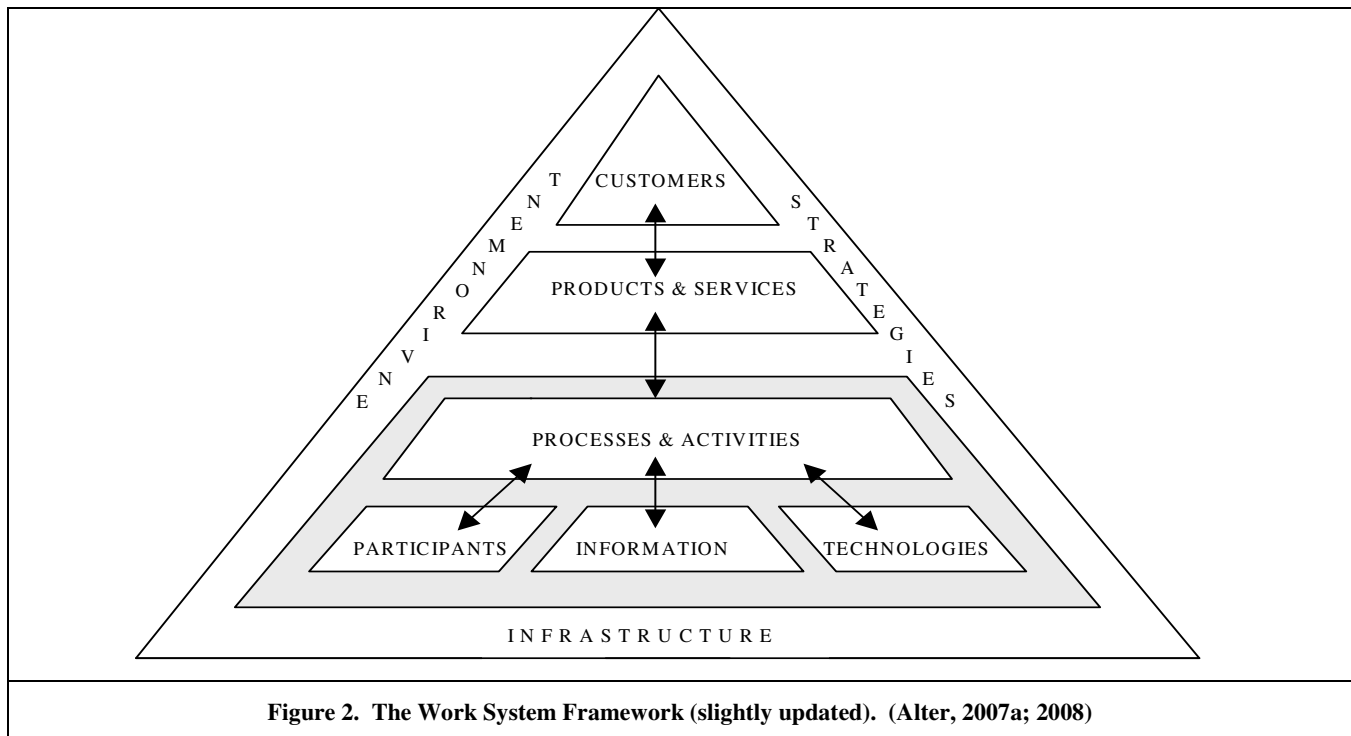 ENVIRONMENT
STRATEGIES
CUSTOMERS
PRODUCTS & SERVICES
PROCESSES & ACTIVITIES
PARTICIPANTS
INFORMATION
TECHNOLOGIES
INFRASTRUCTURE
Figure 2. The Work System Framework (slightly updated). (Alter, 2007a; 2008)